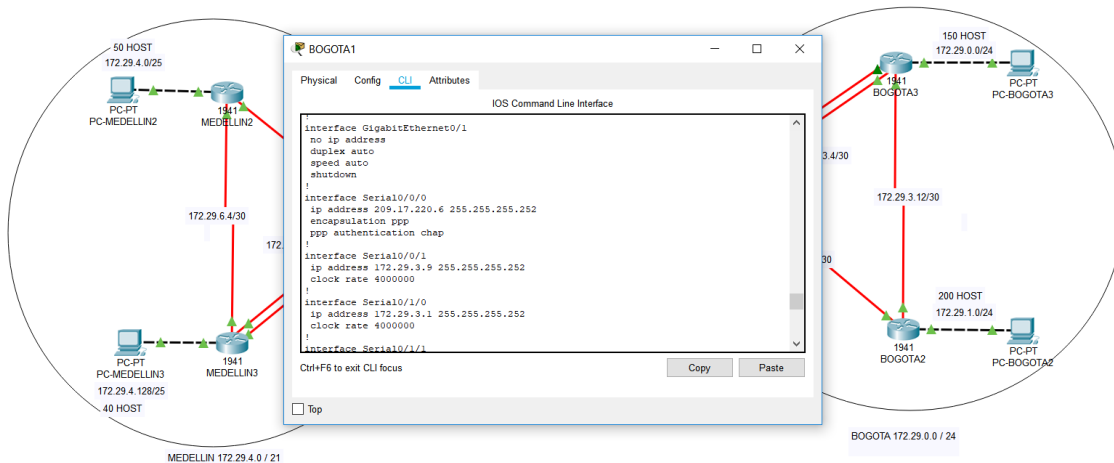 50 HOST
172.29.4.0/25
PC-PT
PC-MEDELLIN2
1941
MEDELLIN2
172.29.6.4/30
172.
PC-PT
PC-MEDELLIN3
172.29.4.128/25
40 HOST
1941
MEDELLIN3
MEDELLIN 172.29.4.0 / 21
BOGOTA1
Physical Config CLI Attributes
IOS Command Line Interface
!
interface GigabitEthernet0/1
no ip address
duplex auto
speed auto
shutdown
!
interface Serial0/0/0
ip address 209.17.220.6 255.255.255.252
encapsulation ppp
ppp authentication chap
!
interface Serial0/0/1
ip address 172.29.3.9 255.255.255.252
clock rate 4000000
!
interface Serial0/1/0
ip address 172.29.3.1 255.255.255.252
clock rate 4000000
!
interface Serial0/1/1
Ctrl+F6 to exit CLI focus
Copy Paste
Top
150 HOST
172.29.0.0/24
1941
BOGOTA3
PC-PT
PC-BOGOTA3
3.4/30
172.29.3.12/30
30
200 HOST
172.29.1.0/24
1941
BOGOTA2
PC-PT
PC-BOGOTA2
BOGOTA 172.29.0.0 / 24